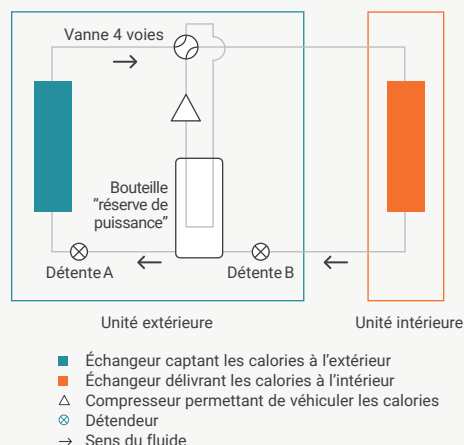 Vanne 4 voies
Bouteille
“réserve de
puissance”
Détente A
Détente B
Unité extérieure
Unité intérieure
Échangeur captant les calories à l’extérieur
Échangeur délivrant les calories à l’intérieur
Compresseur permettant de véhiculer les calories
Détendeur
Sens du fluide